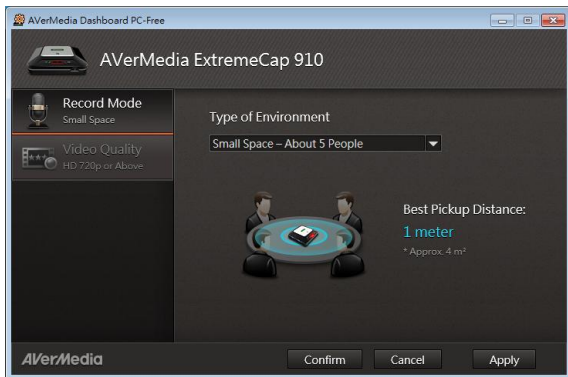 AVerMedia Dashboard PC-Free
AVerMedia ExtremeCap 910
Record Mode
Small Space
Video Quality
HD 720p or Above
Type of Environment
Small Space – About 5 People
Best Pickup Distance:
1 meter
* Approx. 4 m²
AVerMedia
Confirm
Cancel
Apply